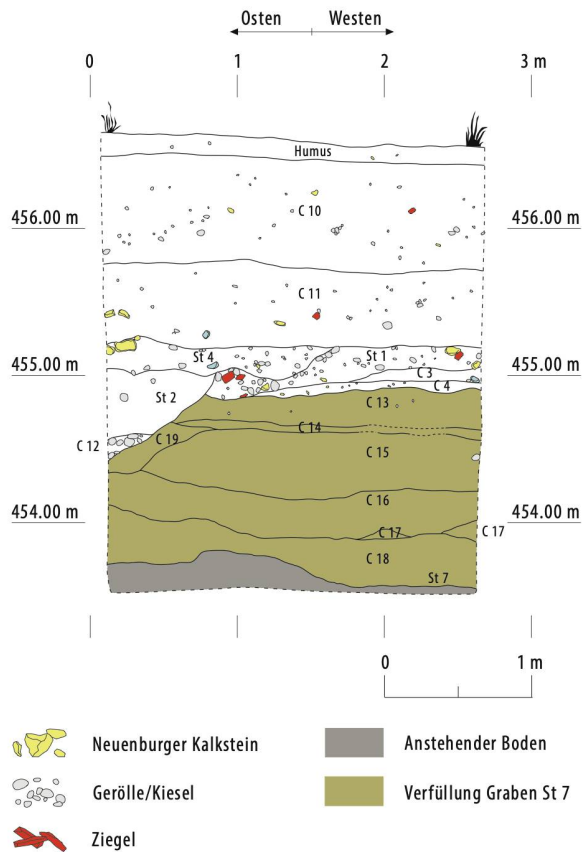 Osten Westen
0 1 2 3 m
Humus
456.00 m C 10 456.00 m
C 11
St 4 St 1
455.00 m C 3 455.00 m
C 4
St 2 C 13
C 14
C 12 C 19 C 15
C 16
454.00 m 454.00 m
C 17 C 17
C 18
St 7
0 1 m
Neuenburger Kalkstein Anstehender Boden
Gerölle/Kiesel Verfüllung Graben St 7
Ziegel